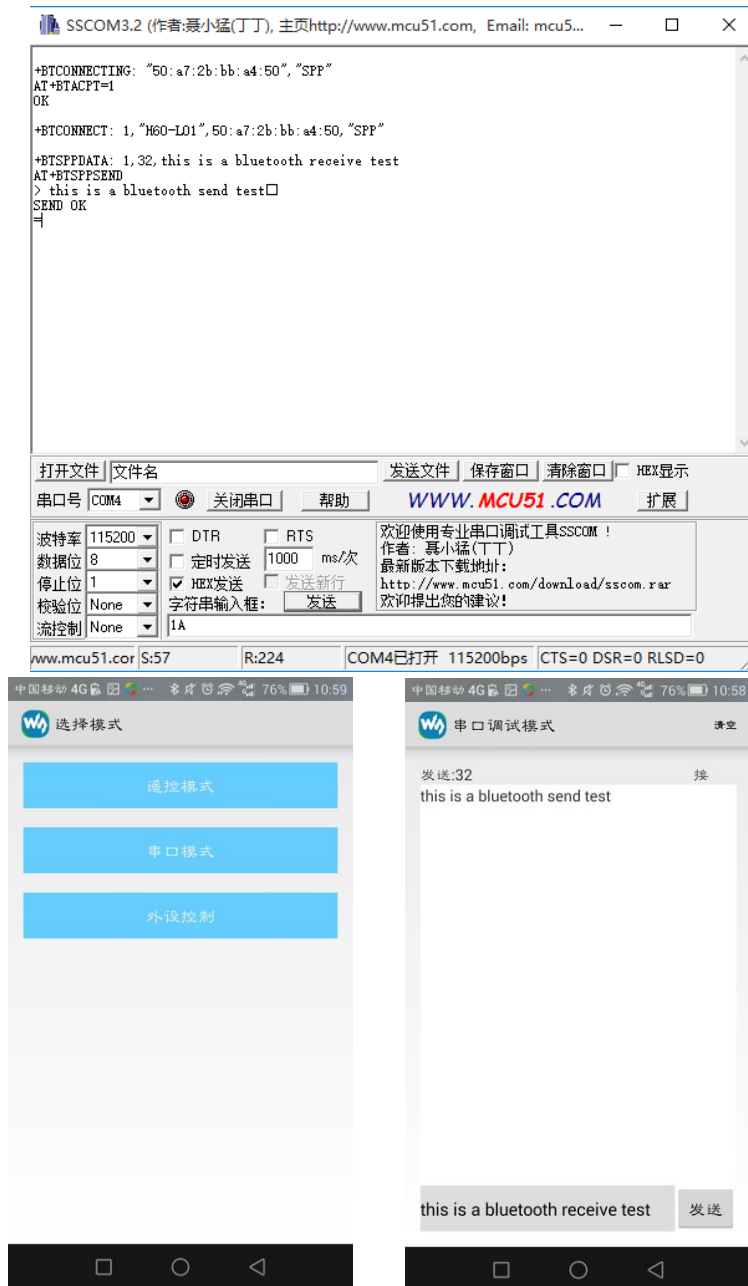 SSCOM3.2 (作者:聂小猛(丁丁), 主页http://www.mcu51.com, Email: mcu5...
+BTCONNECTING: "50:a7:2b:bb:a4:50","SPP"
AT+BTACPT=1
OK
+BTCONNECT: 1,"H60-L01",50:a7:2b:bb:a4:50,"SPP"
+BTSPPDATA: 1,32,this is a bluetooth receive test
AT+BTSPPSEND
> this is a bluetooth send test□
SEND OK
=
打开文件 文件名 发送文件 保存窗口 清除窗口 HEX显示
串口号 COM4 关闭串口 帮助 WWW.MCU51.COM 扩展
波特率 115200 DTR RTS
数据位 8 定时发送 1000 ms/次
停止位 1 HEX发送 发送新行
校验位 None 字符串输入框: 发送
流控制 None 1A
欢迎使用专业串口调试工具SSCOM !
作者: 聂小猛(丁丁)
最新版本下载地址:
http://www.mcu51.com/download/sscom.rar
欢迎提出您的建议!
www.mcu51.cor S:57 R:224 COM4已打开 115200bps CTS=0 DSR=0 RLSD=0
中国移动 4G 4G 76% 10:59
选择模式
遥控模式
串口模式
外设控制
中国移动 4G 4G 76% 10:58
串口调试模式 清空
发送:32 接
this is a bluetooth send test
this is a bluetooth receive test 发送